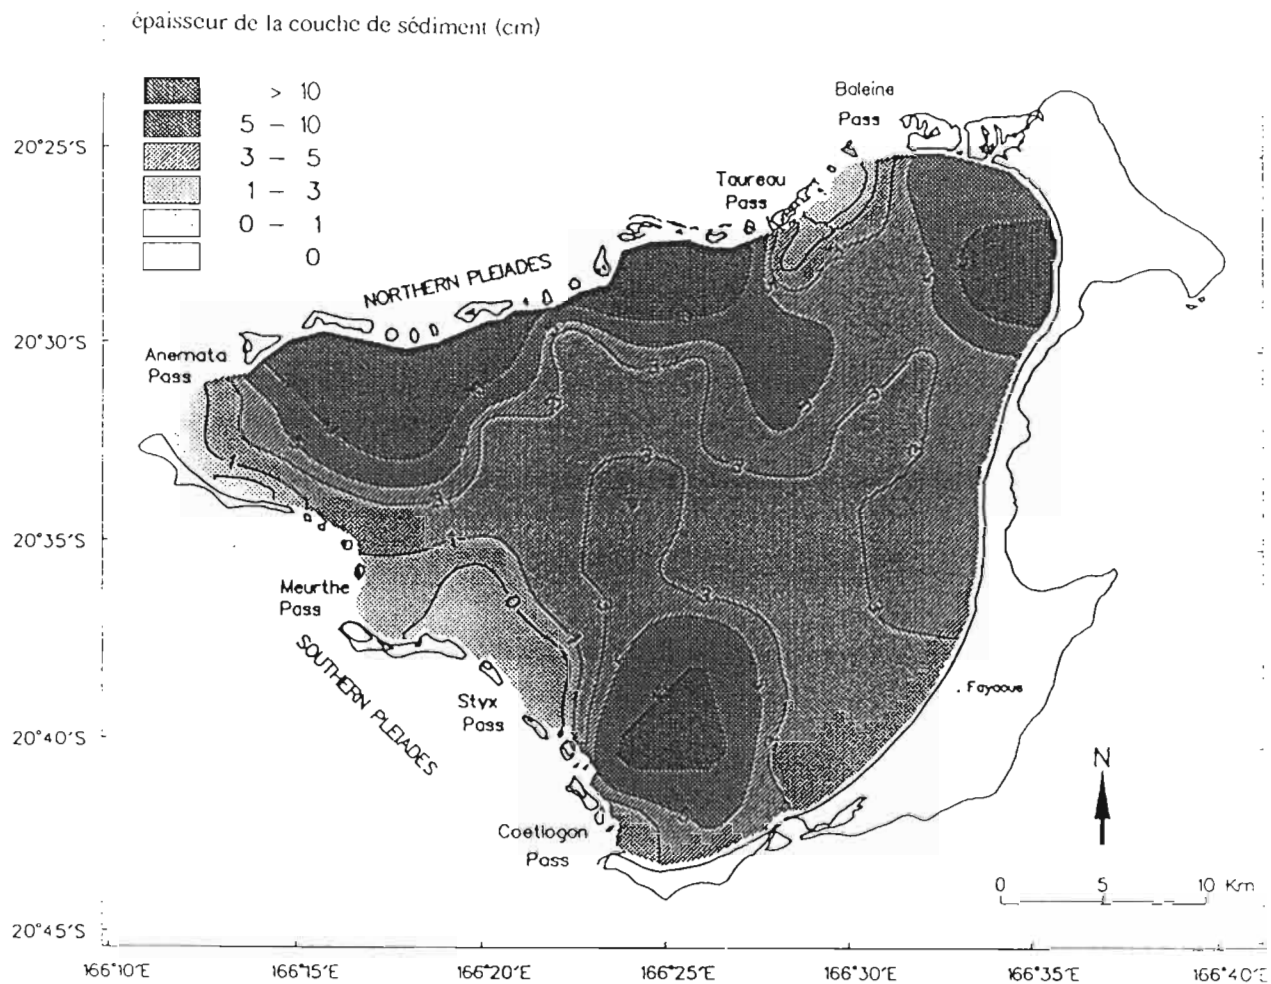 épaisseur de la couche de sédiment (cm)
> 10
5 - 10
3 - 5
1 - 3
0 - 1
0
Baleine
Pass
Taureau
Pass
NORTHERN PLEIADES
Anemata
Pass
Meurthe
Pass
SOUTHERN PLEIADES
Styx
Pass
Coetlogon
Pass
Fayaoue
N
0 5 10 Km
20°25'S
20°30'S
20°35'S
20°40'S
20°45'S
166°10'E 166°15'E 166°20'E 166°25'E 166°30'E 166°35'E 166°40'E